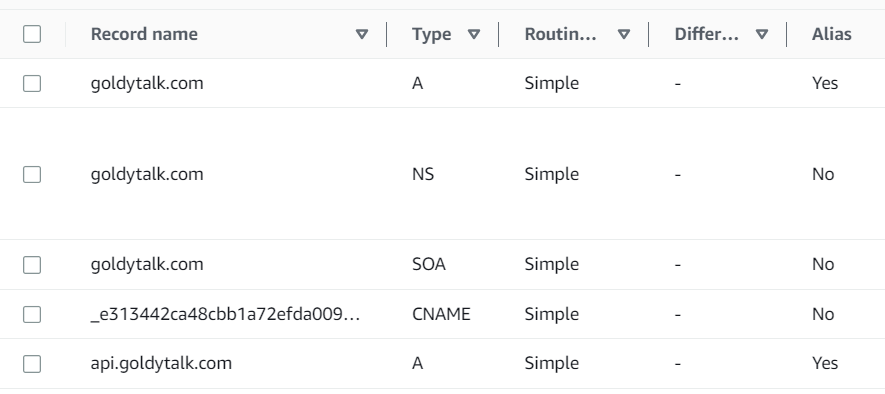 Record name Type Routin... Differ... Alias
goldytalk.com A Simple - Yes
goldytalk.com NS Simple - No
goldytalk.com SOA Simple - No
_e313442ca48cbb1a72efda009... CNAME Simple - No
api.goldytalk.com A Simple - Yes